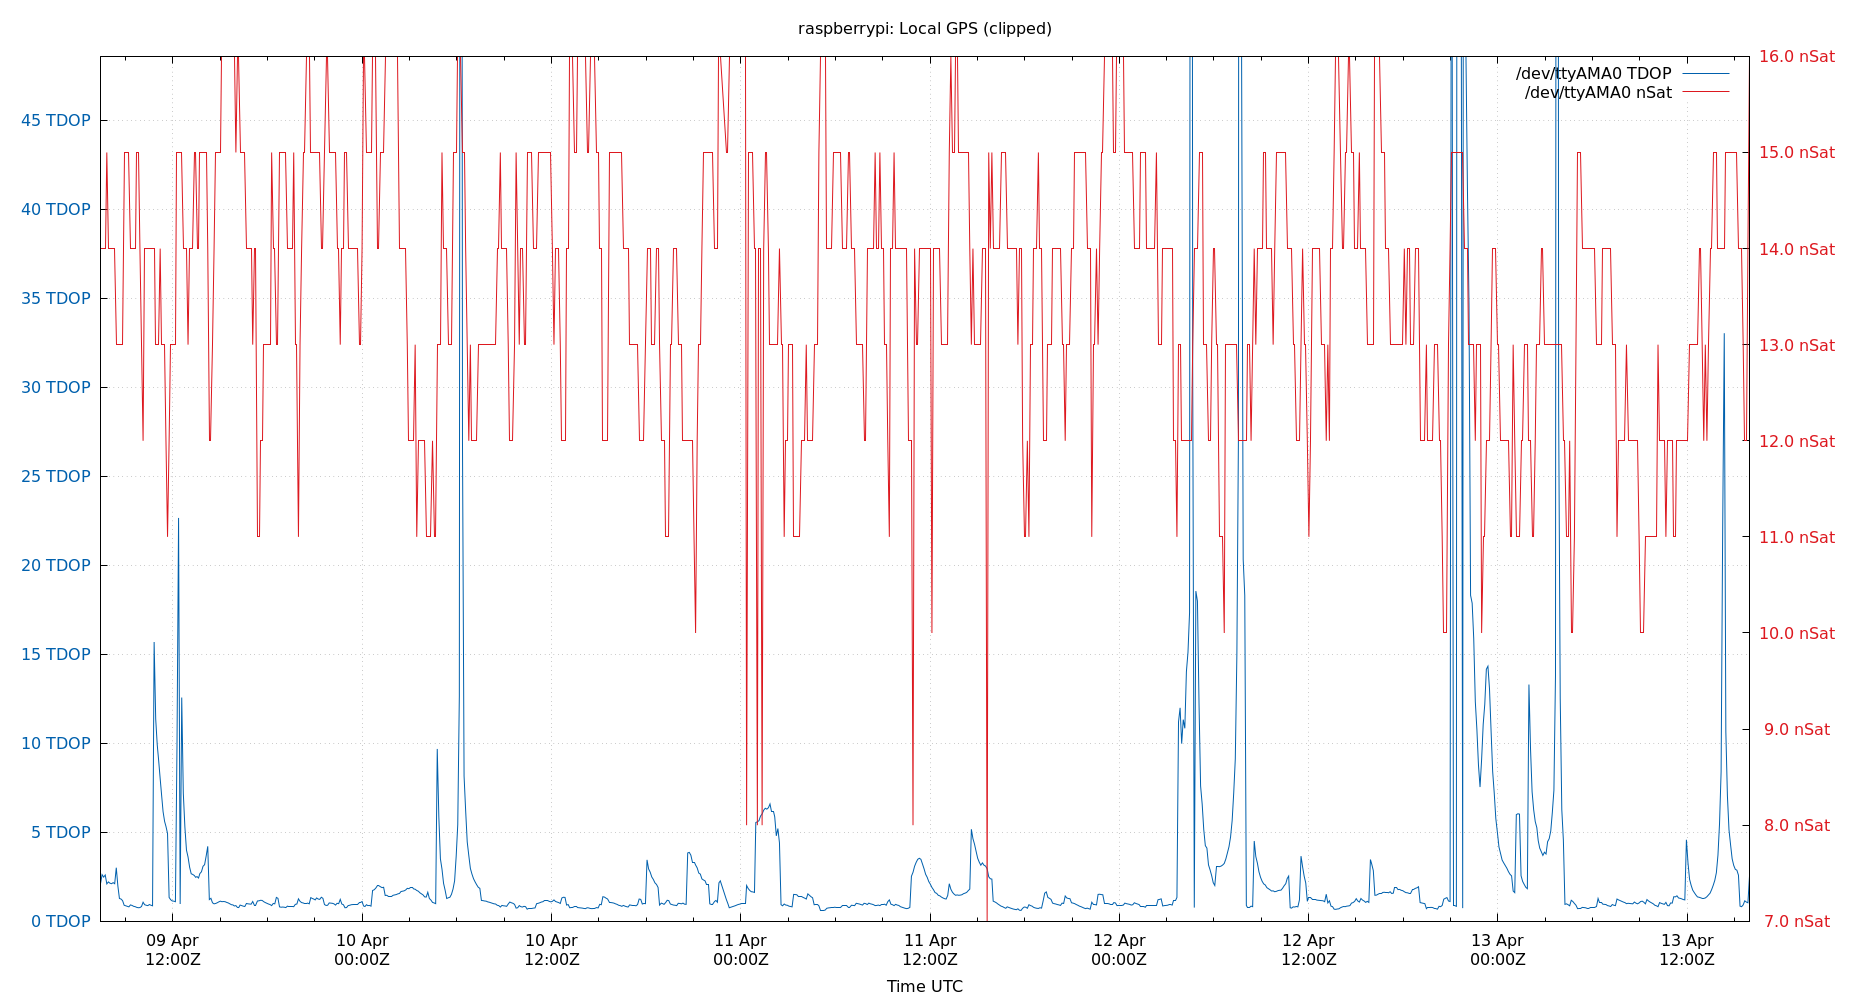 raspberrypi: Local GPS (clipped)
/dev/ttyAMA0 TDOP
/dev/ttyAMA0 nSat
45 TDOP
40 TDOP
35 TDOP
30 TDOP
25 TDOP
20 TDOP
15 TDOP
10 TDOP
5 TDOP
0 TDOP
16.0 nSat
15.0 nSat
14.0 nSat
13.0 nSat
12.0 nSat
11.0 nSat
10.0 nSat
9.0 nSat
8.0 nSat
7.0 nSat
09 Apr 10 Apr 10 Apr 11 Apr 11 Apr 12 Apr 12 Apr 13 Apr 13 Apr
12:00Z 00:00Z 12:00Z 00:00Z 12:00Z 00:00Z 12:00Z 00:00Z 12:00Z
Time UTC